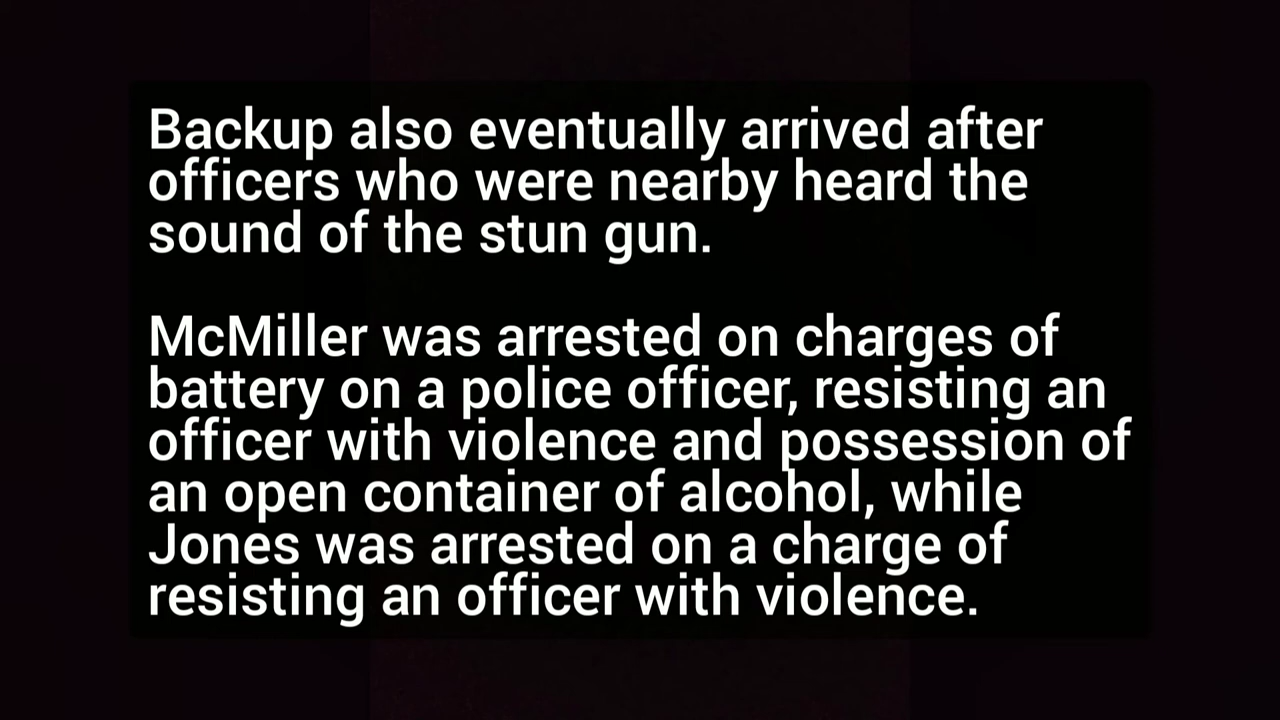 Backup also eventually arrived after
officers who were nearby heard the
sound of the stun gun.
McMiller was arrested on charges of
battery on a police officer, resisting an
officer with violence and possession of
an open container of alcohol, while
Jones was arrested on a charge of
resisting an officer with violence.